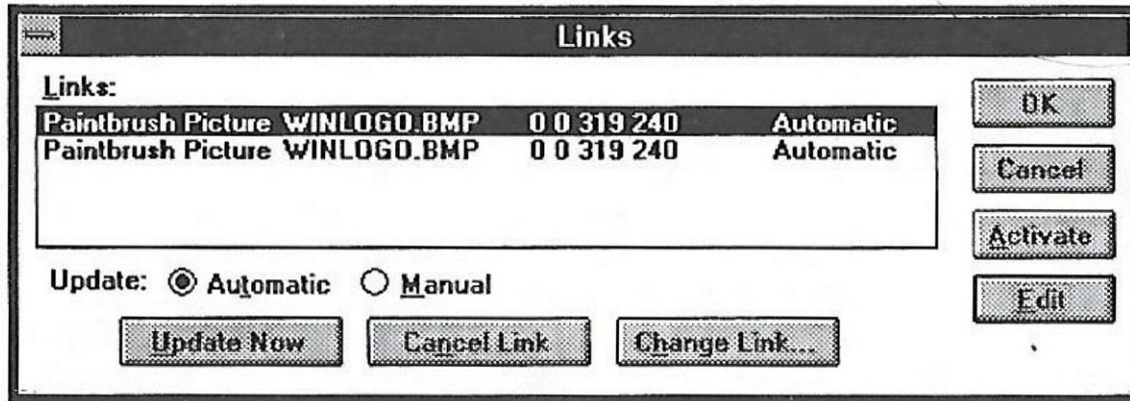 Links
Links:
Paintbrush Picture WINLOGO.BMP 0 0 319 240 Automatic
Paintbrush Picture WINLOGO.BMP 0 0 319 240 Automatic
Update: Automatic Manual
Update Now Cancel Link Change Link...
OK
Cancel
Activate
Edit